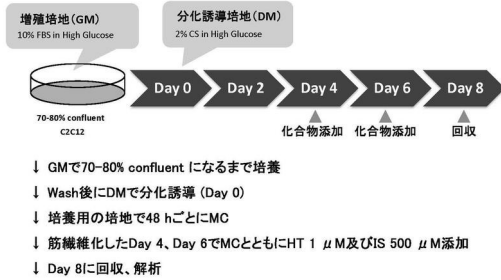 増殖培地(GM)
10% FBS in High Glucose
分化誘導培地(DM)
2% CS in High Glucose
Day 0
Day 2
Day 4
Day 6
Day 8
70-80% confluent
C2C12
化合物添加
化合物添加
回収
↓ GMで70-80% confluent になるまで培養
↓ Wash後にDMで分化誘導 (Day 0)
↓ 培養用の培地で48 hごとにMC
↓ 筋繊維化したDay 4、Day 6でMCとともにHT 1 μM及びIS 500 μM添加
↓ Day 8に回収、解析